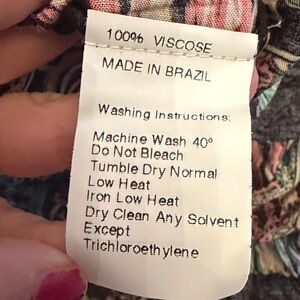 100% VISCOSE
MADE IN BRAZIL
Washing Instructions:
Machine Wash 40º
Do Not Bleach
Tumble Dry Normal
Low Heat
Iron Low Heat
Dry Clean Any Solvent
Except
Trichloroethylene